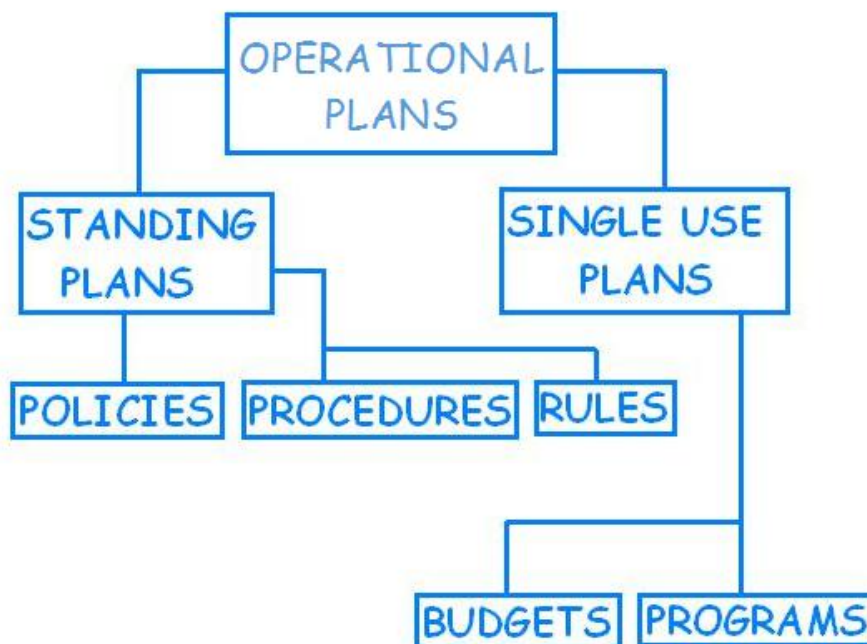 OPERATIONAL
PLANS
STANDING
PLANS
SINGLE USE
PLANS
POLICIES
PROCEDURES
RULES
BUDGETS
PROGRAMS